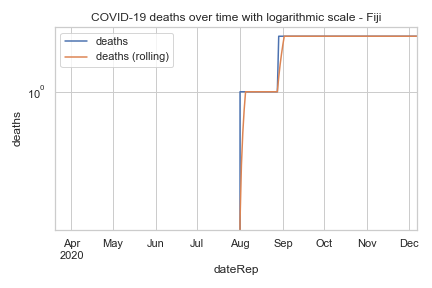 COVID-19 deaths over time with logarithmic scale - Fiji
deaths
deaths (rolling)
10⁰
deaths
Apr May Jun Jul Aug Sep Oct Nov Dec
2020
dateRep